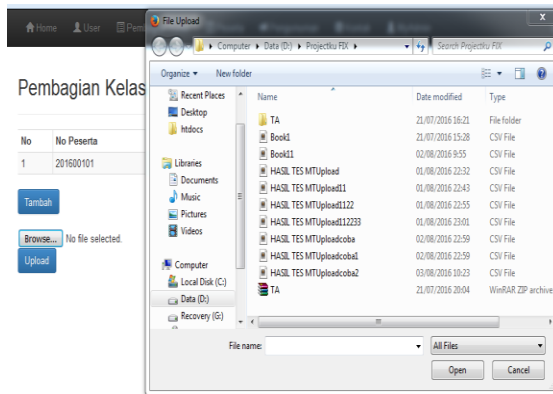 File Upload
Home User
Computer Data (D:) Projectku FIX
Search Projectku FIX
Organize New folder
Pembagian Kelas
No No Peserta
1 201600101
Tambah
Browse... No file selected.
Upload
Recent Places
Desktop
htdocs
Libraries
Documents
Music
Pictures
Videos
Computer
Local Disk (C:)
Data (D:)
Recovery (G:)
Name Date modified Type
TA 21/07/2016 16:21 File folder
Book1 21/07/2016 15:28 CSV File
Book11 02/08/2016 9:55 CSV File
HASIL TES MTUpload 01/08/2016 22:32 CSV File
HASIL TES MTUpload11 01/08/2016 22:43 CSV File
HASIL TES MTUpload1122 01/08/2016 22:55 CSV File
HASIL TES MTUpload112233 01/08/2016 23:01 CSV File
HASIL TES MTUploadcoba 02/08/2016 22:59 CSV File
HASIL TES MTUploadcoba1 02/08/2016 22:59 CSV File
HASIL TES MTUploadcoba2 03/08/2016 10:23 CSV File
TA 21/07/2016 20:04 WinRAR ZIP archive
File name: All Files
Open Cancel